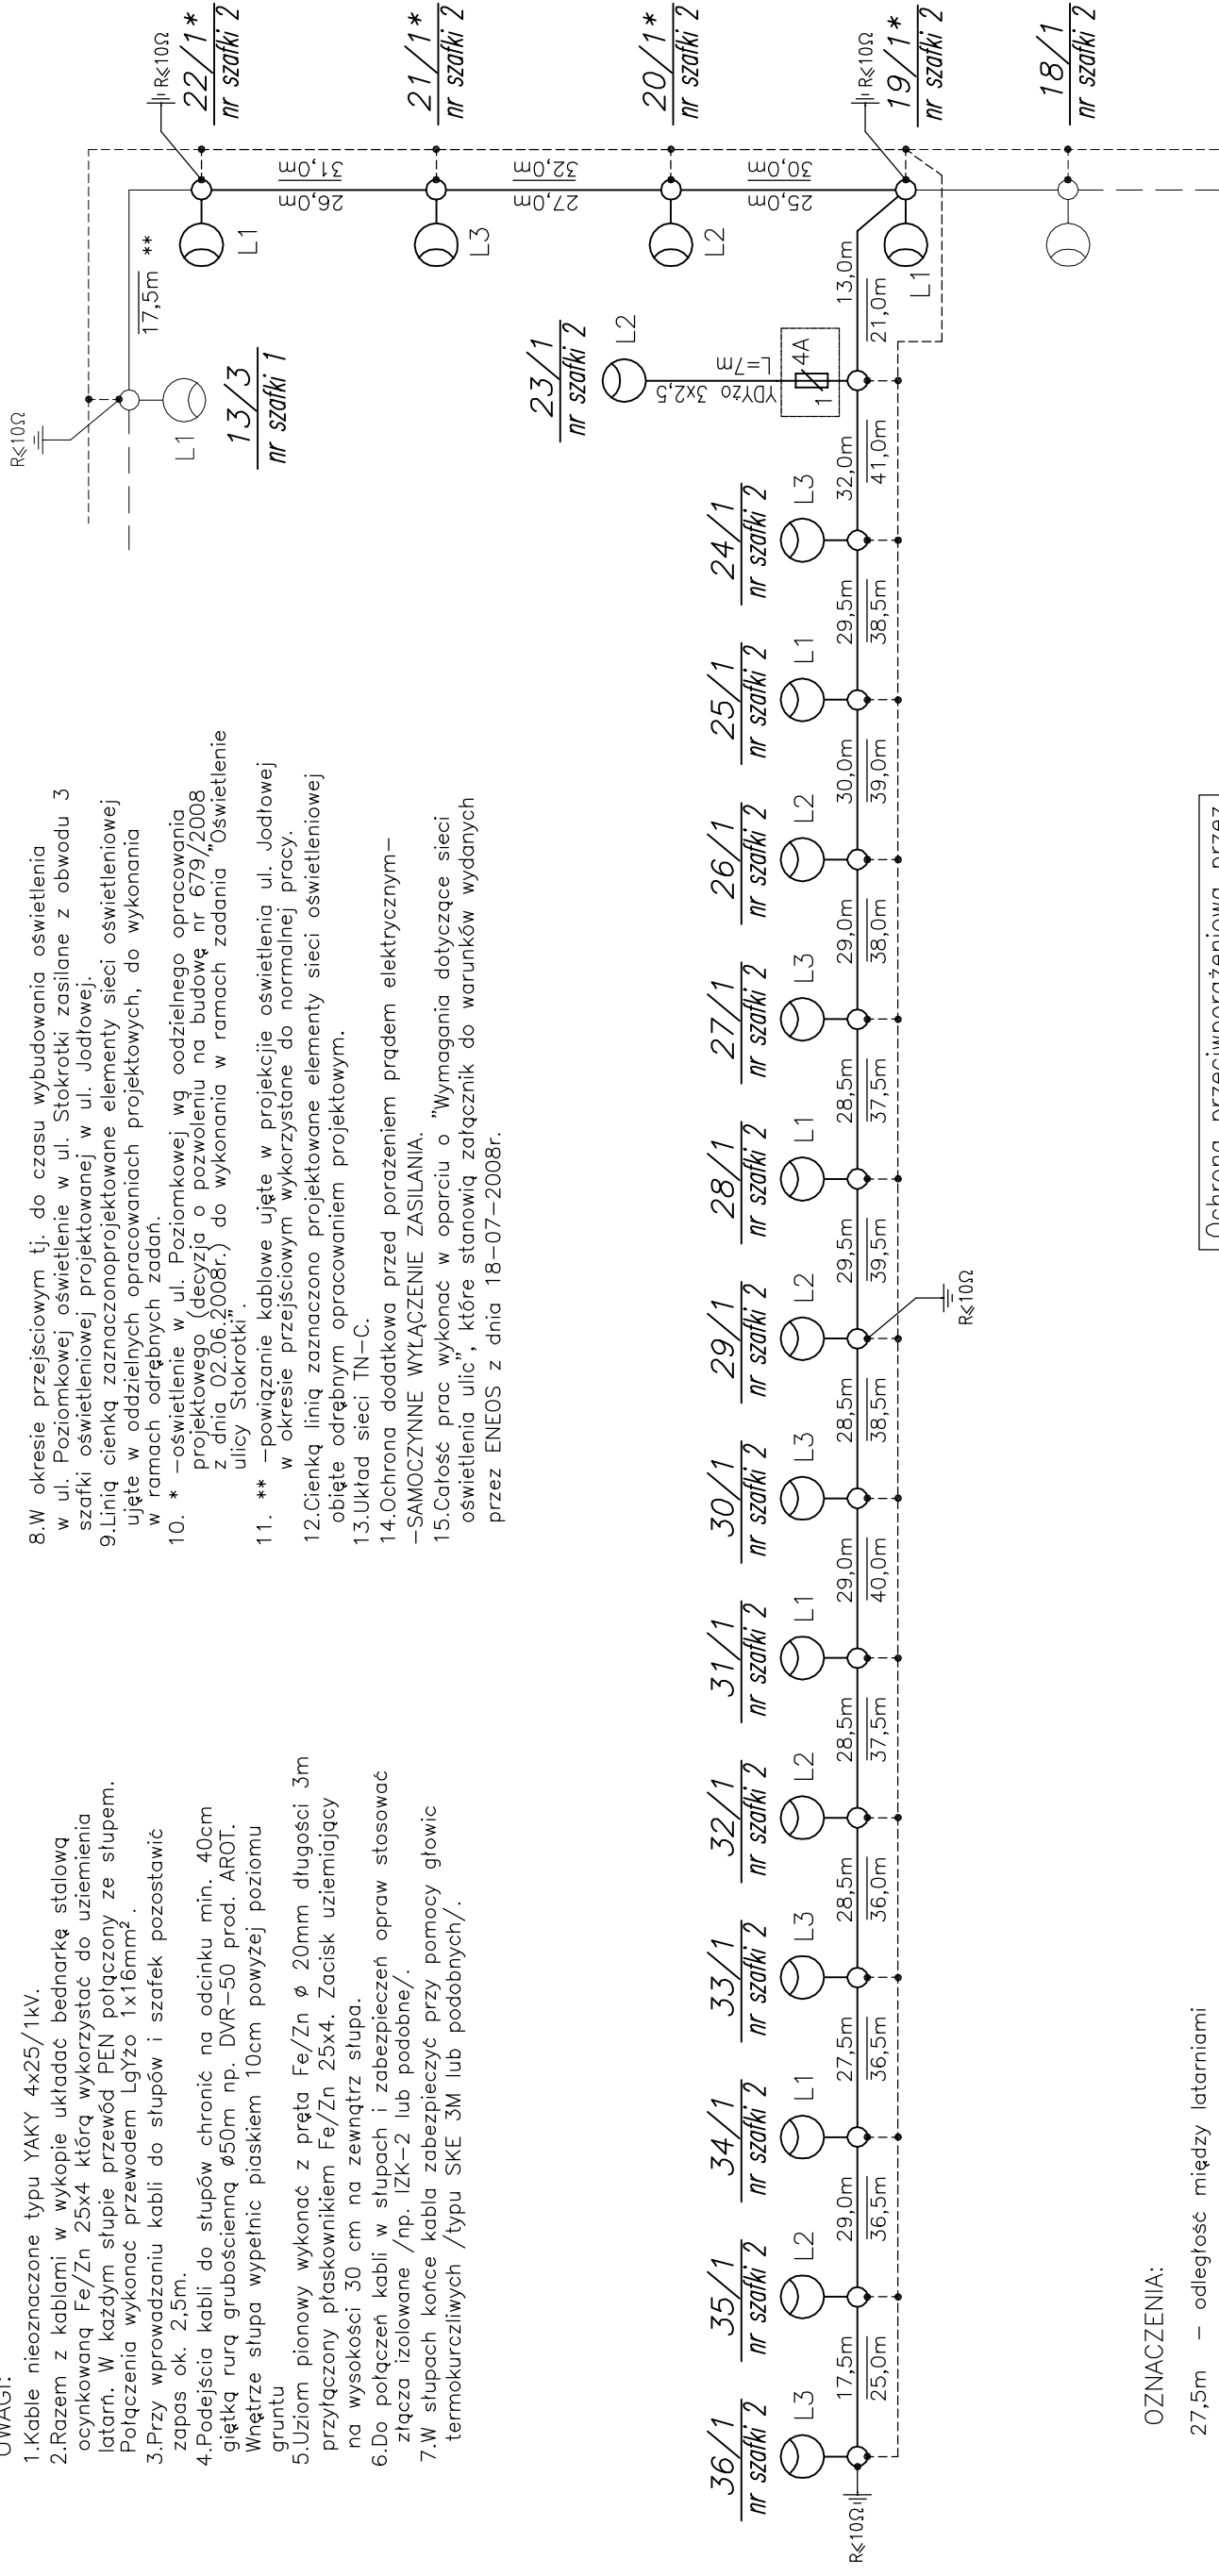 UWAGI:
1.Kable nieoznaczone typu YAKY 4x25/1kV.
2.Razem z kablami w wykopie układać bednarkę stalową
ocynkowaną Fe/Zn 25x4 którą wykorzystać do uziemienia
latarń. W każdym słupie przewód PEN połączony ze słupem.
Połączenia wykonać przewodem LgYżo 1x16mm².
3.Przy wprowadzaniu kabli do słupów i szafek pozostawić
zapas ok. 2,5m.
4.Podejścia kabli do słupów chronić na odcinku min. 40cm
giętką rurą grubościenną ø50m np. DVR-50 prod. AROT.
Wnętrze słupa wypełnic piaskiem 10cm powyżej poziomu
gruntu
5.Uziom pionowy wykonać z pręta Fe/Zn ø 20mm długości 3m
przyłączony płaskownikiem Fe/Zn 25x4. Zacisk uziemiający
na wysokości 30 cm na zewnątrz słupa.
6.Do połączeń kabli w słupach i zabezpieczeń opraw stosować
złącza izolowane /np. IZK-2 lub podobne/.
7.W słupach końce kabla zabezpieczyć przy pomocy głowic
termokurczliwych /typu SKE 3M lub podobnych/.
8.W okresie przejściowym tj. do czasu wybudowania oświetlenia
w ul. Poziomkowej oświetlenie w ul. Stokrotki zasilane z obwodu 3
szafki oświetleniowej projektowanej w ul. Jodłowej.
9.Linią cienką zaznaczonoprojektowane elementy sieci oświetleniowej
ujęte w oddzielnych opracowaniach projektowych, do wykonania
w ramach odrębnych zadań.
10. * -oświetlenie w ul. Poziomkowej wg oodzielnego opracowania
projektowego (decyzja o pozwoleniu na budowę nr 679/2008
z dnia 02.06.2008r.) do wykonania w ramach zadania "Oświetlenie
ulicy Stokrotki".
11. ** -powiązanie kablowe ujęte w projekcjie oświetlenia ul. Jodłowej
w okresie przejściowym wykorzystane do normalnej pracy.
12.Cienką linią zaznaczono projektowane elementy sieci oświetleniowej
objęte odrębnym opracowaniem projektowym.
13.Układ sieci TN-C.
14.Ochrona dodatkowa przed porażeniem prądem elektrycznym-
-SAMOCZYNNE WYŁĄCZENIE ZASILANIA.
15.Całość prac wykonać w oparciu o "Wymagania dotyczące sieci
oświetlenia ulic", które stanowią załącznik do warunków wydanych
przez ENEOS z dnia 18-07-2008r.
R≤10Ω
L1
13/3
nr szafki 1
17,5m **
R≤10Ω
22/1*
nr szafki 2
L1
26,0m
31,0m
21/1*
nr szafki 2
L3
27,0m
32,0m
20/1*
nr szafki 2
L2
25,0m
30,0m
R≤10Ω
19/1*
nr szafki 2
L1
18/1
nr szafki 2
36/1
nr szafki 2
L3
R≤10Ω
17,5m
25,0m
35/1
nr szafki 2
L2
29,0m
36,5m
34/1
nr szafki 2
L1
27,5m
36,5m
33/1
nr szafki 2
L3
28,5m
36,0m
32/1
nr szafki 2
L2
28,5m
37,5m
31/1
nr szafki 2
L1
29,0m
40,0m
30/1
nr szafki 2
L3
28,5m
38,5m
29/1
nr szafki 2
L2
R≤10Ω
29,5m
39,5m
28/1
nr szafki 2
L1
28,5m
37,5m
27/1
nr szafki 2
L3
29,0m
38,0m
26/1
nr szafki 2
L2
30,0m
39,0m
25/1
nr szafki 2
L1
29,5m
38,5m
24/1
nr szafki 2
L3
32,0m
41,0m
23/1
nr szafki 2
L2
YDYżo 3x2,5
L=7m
1
4A
13,0m
21,0m
OZNACZENIA:
27,5m - odległość między latarniami
Ochrona przeciwporażeniowa przez